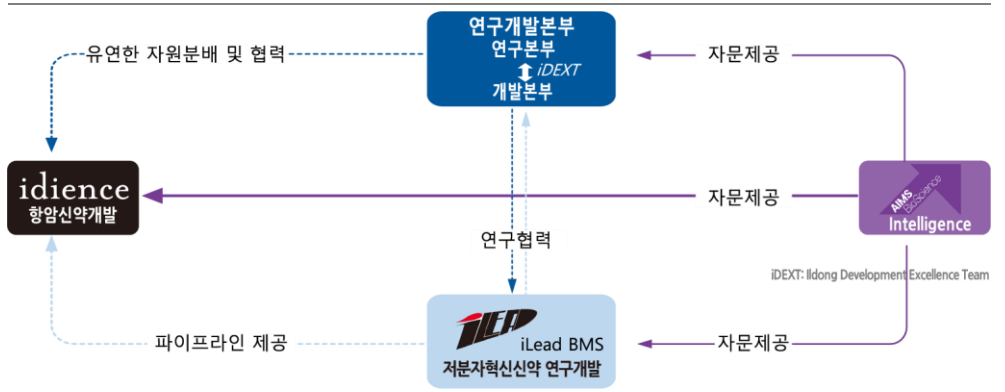 연구개발본부
연구본부
iDEXT
개발본부
유연한 자원분배 및 협력
자문제공
idience
항암신약개발
자문제공
AIMS
BioScience
Intelligence
연구협력
iDEXT: Ildong Development Excellence Team
iLEAD
iLead BMS
저분자혁신신약 연구개발
파이프라인 제공
자문제공